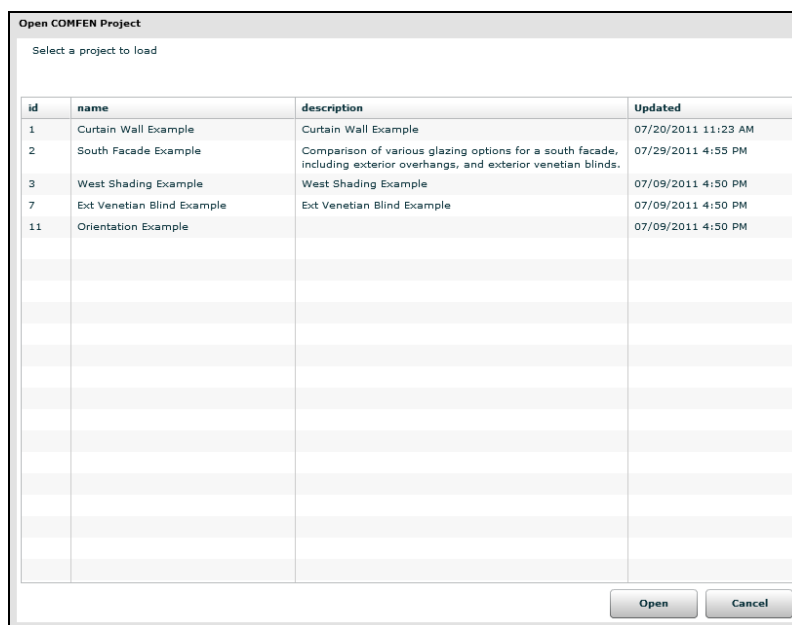 Open COMFEN Project
Select a project to load
id name description Updated
1 Curtain Wall Example Curtain Wall Example 07/20/2011 11:23 AM
2 South Facade Example Comparison of various glazing options for a south facade, 07/29/2011 4:55 PM
including exterior overhangs, and exterior venetian blinds.
3 West Shading Example West Shading Example 07/09/2011 4:50 PM
7 Ext Venetian Blind Example Ext Venetian Blind Example 07/09/2011 4:50 PM
11 Orientation Example 07/09/2011 4:50 PM
Open Cancel